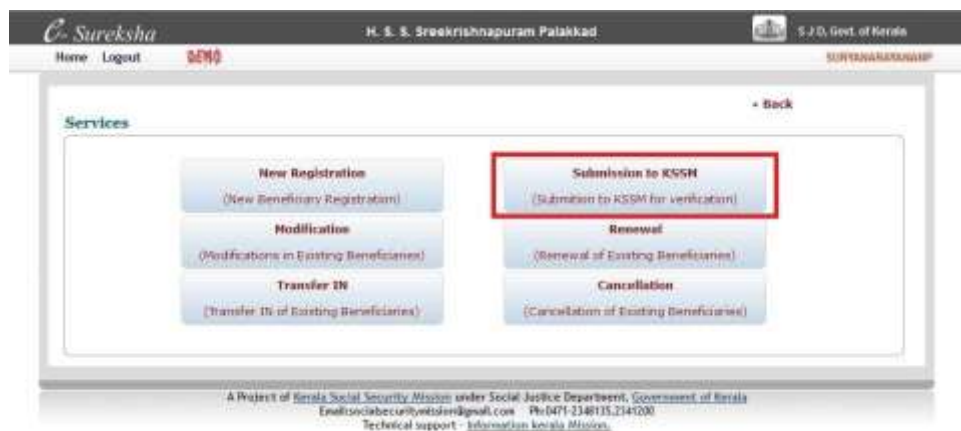 e- Sureksha H. S. S. Sreekrishnapuram Palakkad S J D, Govt. of Kerala
Home Logout DEMO
Back
Services
New Registration Submission to KSSM
(New Beneficiary Registration) (Submition to KSSM for verification)
Modification Renewal
(Modifications in Existing Beneficiaries) (Renewal of Existing Beneficiaries)
Transfer IN Cancellation
(Transfer IN of Existing Beneficiaries) (Cancellation of Existing Beneficiaries)
A Project of Kerala Social Security Mission under Social Justice Department, Government of Kerala
Email:socialsecuritymission@gmail.com Ph:0471-2348135,2341200
Technical support - Information kerala Mission.